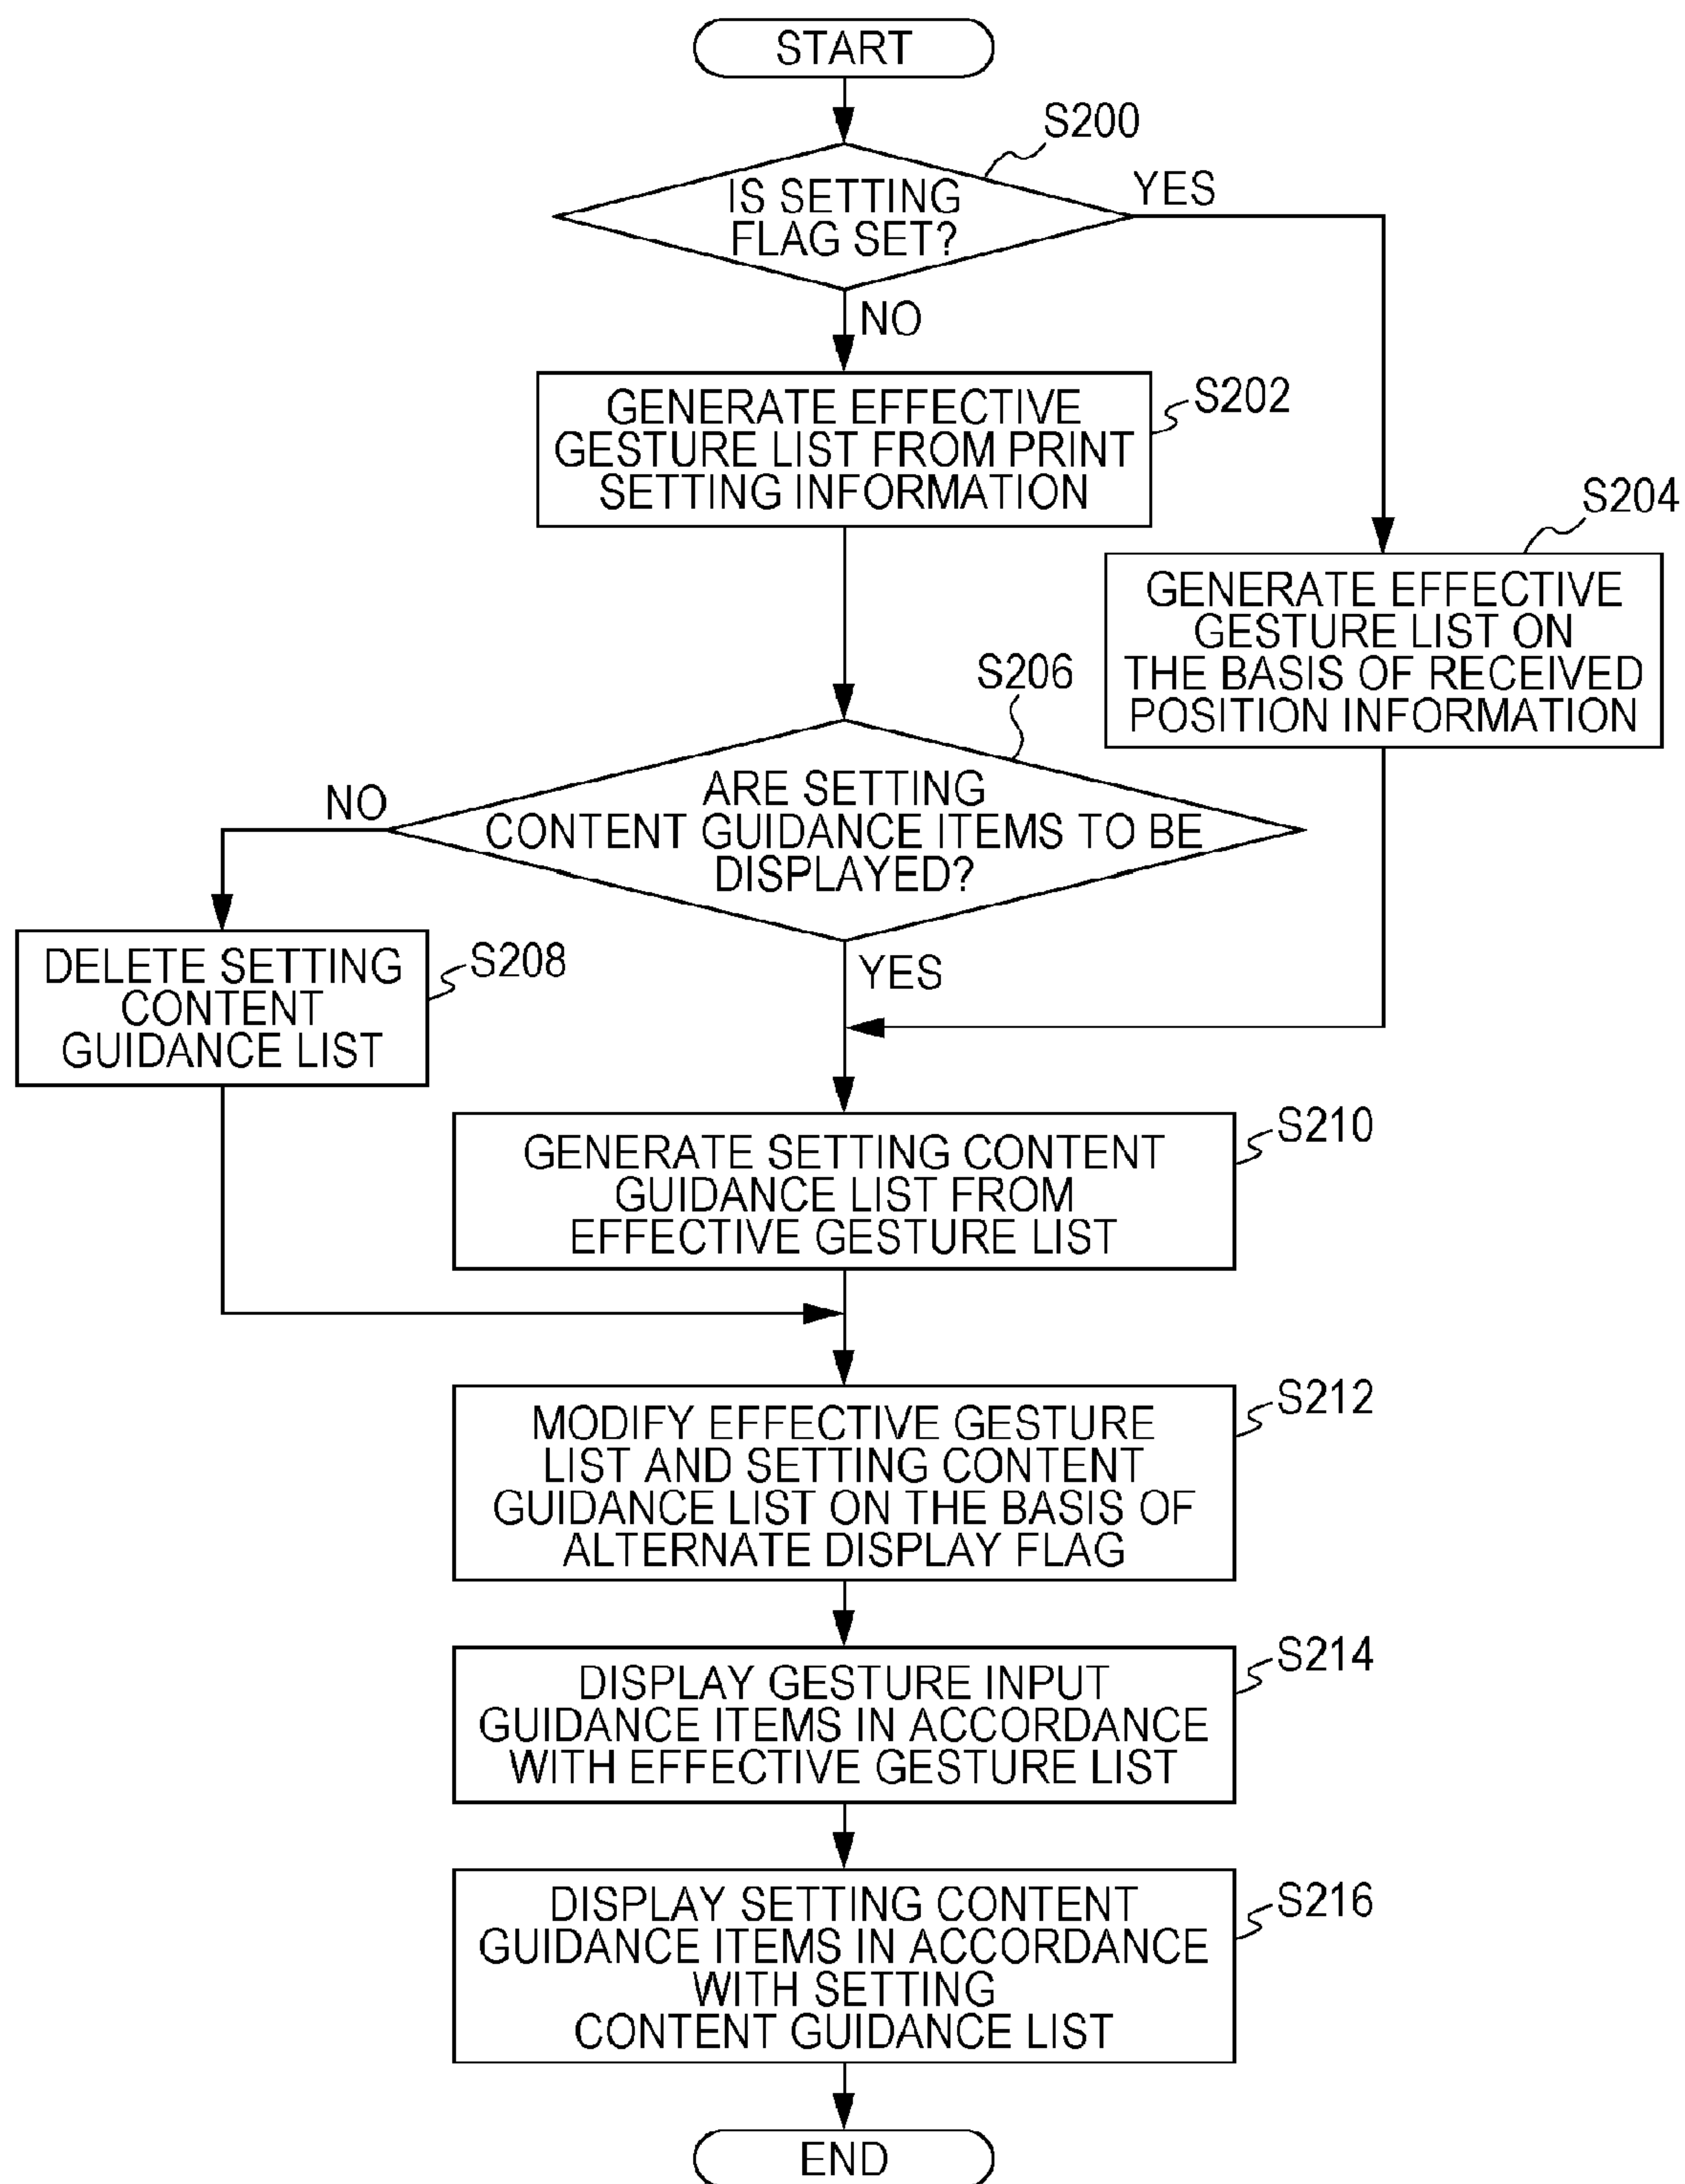 START
S200
IS SETTING
FLAG SET?
YES
NO
GENERATE EFFECTIVE
GESTURE LIST FROM PRINT
SETTING INFORMATION
S202
S204
GENERATE EFFECTIVE
GESTURE LIST ON
THE BASIS OF RECEIVED
POSITION INFORMATION
S206
ARE SETTING
CONTENT GUIDANCE ITEMS TO BE
DISPLAYED?
NO
YES
DELETE SETTING
CONTENT
GUIDANCE LIST
S208
GENERATE SETTING CONTENT
GUIDANCE LIST FROM
EFFECTIVE GESTURE LIST
S210
MODIFY EFFECTIVE GESTURE
LIST AND SETTING CONTENT
GUIDANCE LIST ON THE BASIS OF
ALTERNATE DISPLAY FLAG
S212
DISPLAY GESTURE INPUT
GUIDANCE ITEMS IN ACCORDANCE
WITH EFFECTIVE GESTURE LIST
S214
DISPLAY SETTING CONTENT
GUIDANCE ITEMS IN ACCORDANCE
WITH SETTING
CONTENT GUIDANCE LIST
S216
END